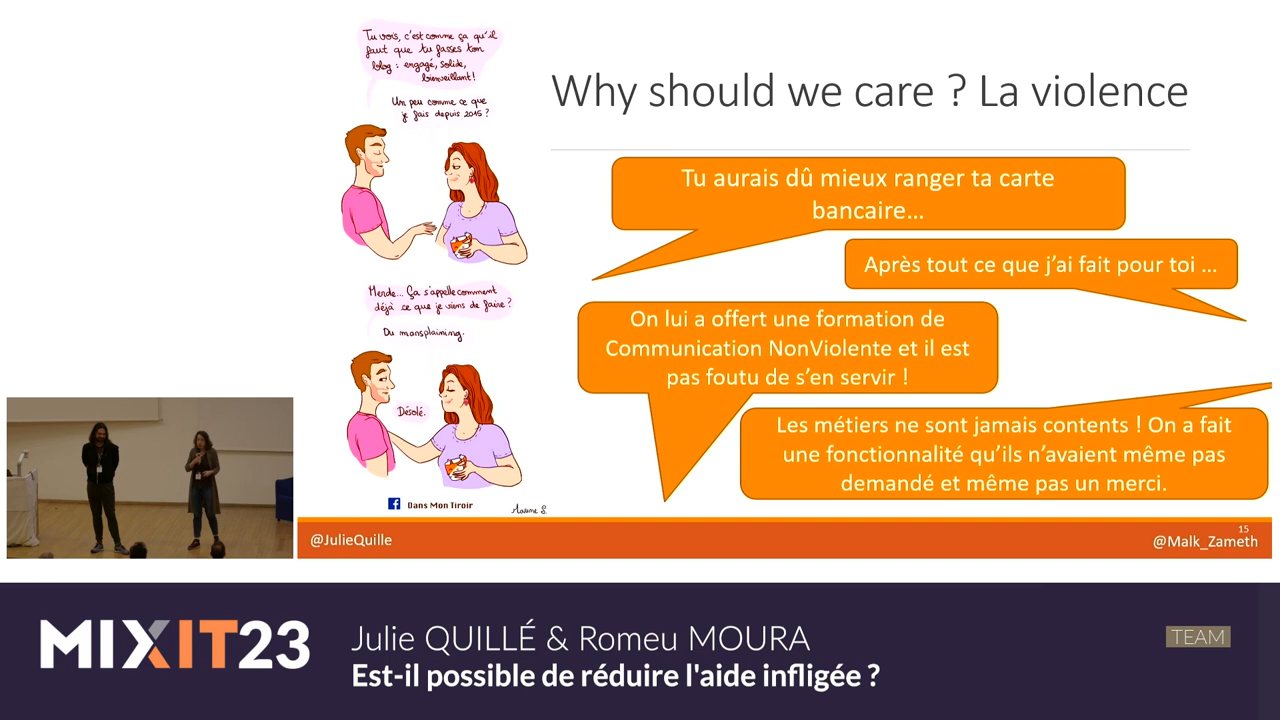 Tu vois, c'est comme ça qu'il
faut que tu fasses ton
blog : engagé, solide,
bienveillant !
Un peu comme ce que
je fais depuis 2015 ?
Merde... Ça s'appelle comment
déjà ce que je viens de faire ?
Du mansplaining.
Désolé.
Dans Mon Tiroir
Why should we care ? La violence
Tu aurais dû mieux ranger ta carte
bancaire...
Après tout ce que j'ai fait pour toi ...
On lui a offert une formation de
Communication NonViolente et il est
pas foutu de s'en servir !
Les métiers ne sont jamais contents ! On a fait
une fonctionnalité qu'ils n'avaient même pas
demandé et même pas un merci.
@JulieQuille
15
@Malk_Zameth
MIXIT23
Julie QUILLÉ & Romeu MOURA
TEAM
Est-il possible de réduire l'aide infligée ?